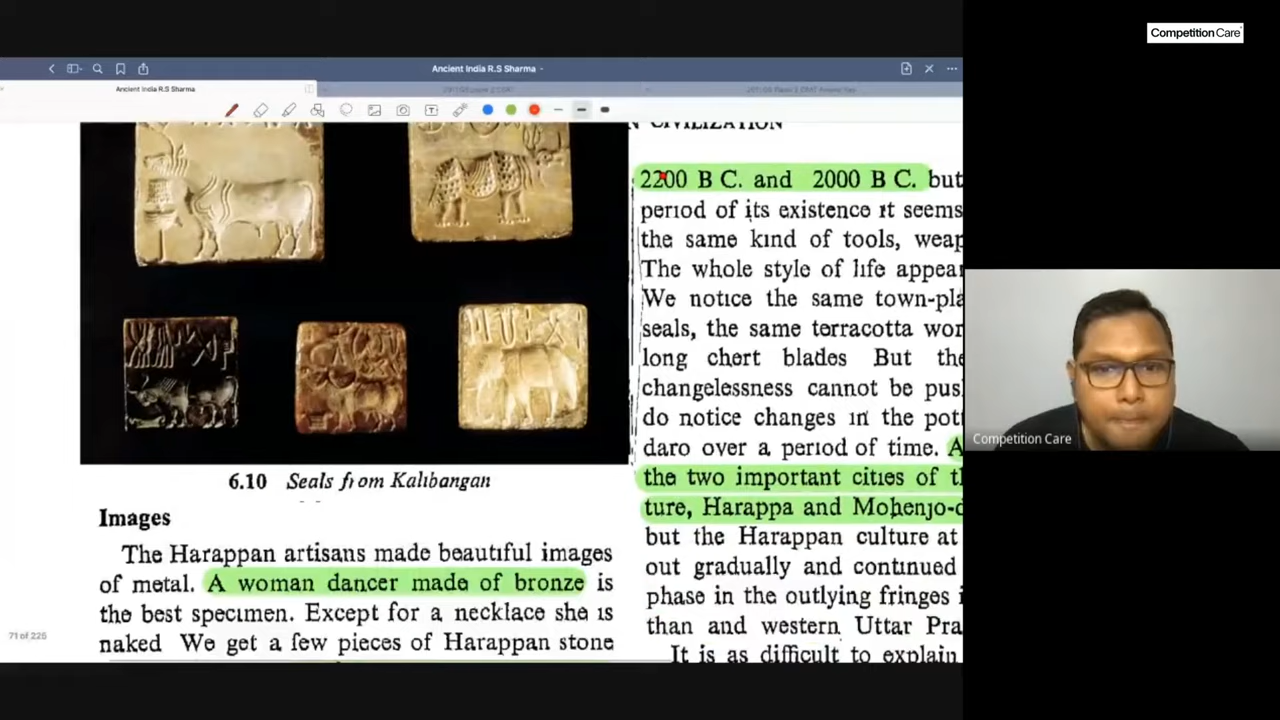 CompetitionCare
Ancient India R.S Sharma
Ancient India R.S Sharma
N CIVILIZATION
2200 B C. and 2000 B C. but
period of its existence it seems
the same kind of tools, weap
The whole style of life appear
We notice the same town-pla
seals, the same terracotta wor
long chert blades But the
changelessness cannot be pus
do notice changes in the pott
daro over a period of time. A
the two important cities of t
ture, Harappa and Mohenjo-d
but the Harappan culture at
out gradually and continued
phase in the outlying fringes i
than and western Uttar Pra
It is as difficult to explain
6.10 Seals from Kalibangan
Images
The Harappan artisans made beautiful images
of metal. A woman dancer made of bronze is
the best specimen. Except for a necklace she is
naked We get a few pieces of Harappan stone
71 of 225
Competition Care